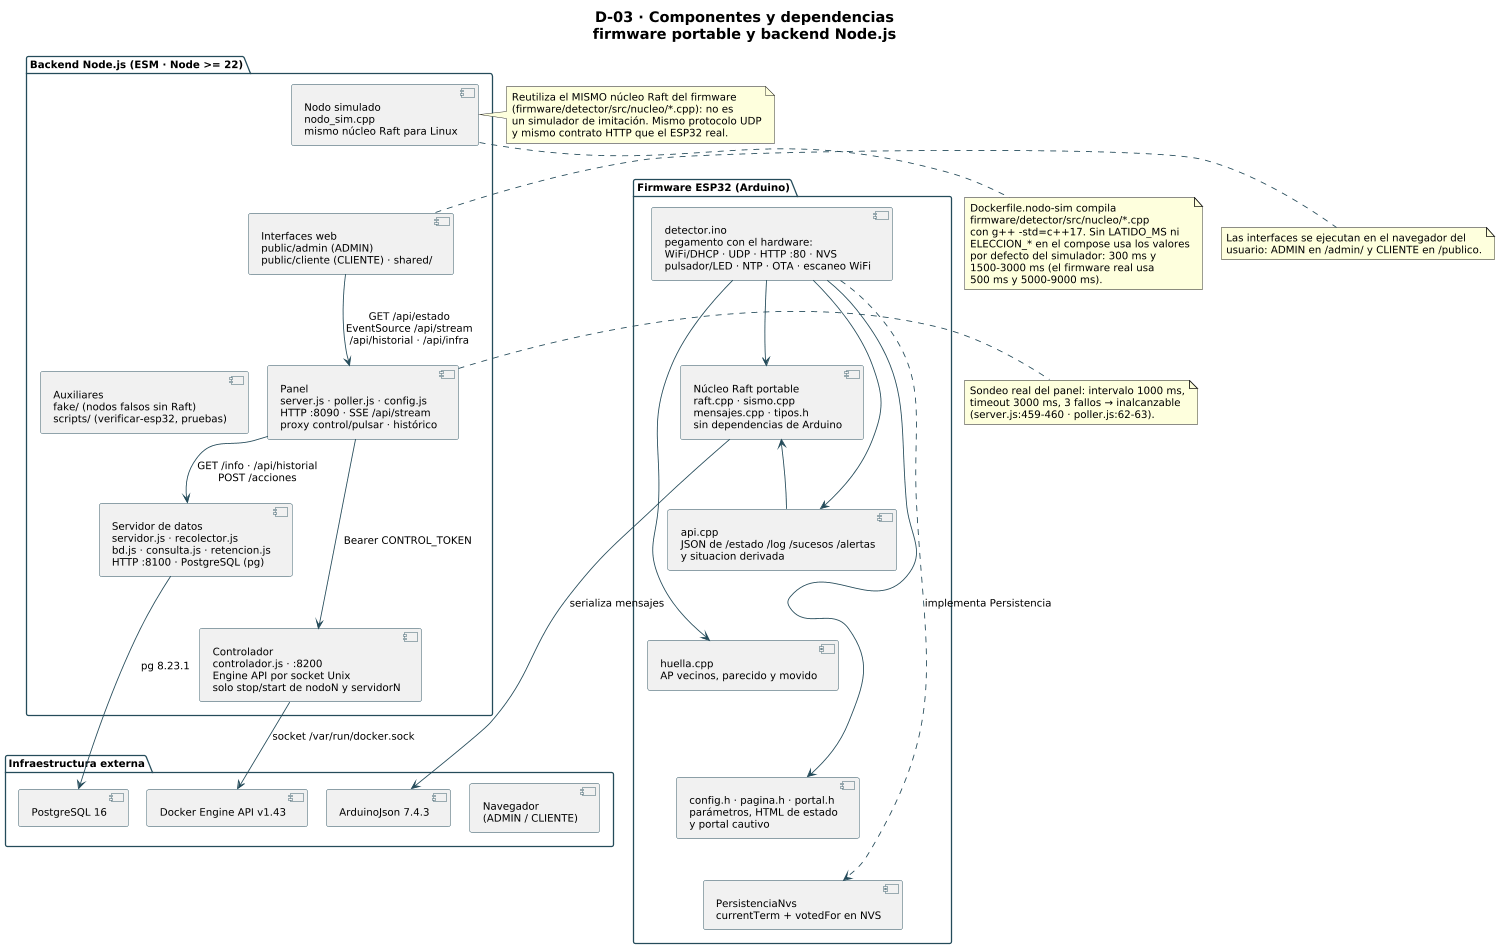 D-03 · Componentes y dependencias
firmware portable y backend Node.js
Backend Node.js (ESM · Node >= 22)
Nodo simulado
nodo_sim.cpp
mismo núcleo Raft para Linux
Reutiliza el MISMO núcleo Raft del firmware
(firmware/detector/src/nucleo/*.cpp): no es
un simulador de imitación. Mismo protocolo UDP
y mismo contrato HTTP que el ESP32 real.
Interfaces web
public/admin (ADMIN)
public/cliente (CLIENTE) · shared/
GET /api/estado
EventSource /api/stream
/api/historial · /api/infra
Auxiliares
fake/ (nodos falsos sin Raft)
scripts/ (verificar-esp32, pruebas)
Panel
server.js · poller.js · config.js
HTTP :8090 · SSE /api/stream
proxy control/pulsar · histórico
GET /info · /api/historial
POST /acciones
Servidor de datos
servidor.js · recolector.js
bd.js · consulta.js · retencion.js
HTTP :8100 · PostgreSQL (pg)
Bearer CONTROL_TOKEN
pg 8.23.1
Controlador
controlador.js · :8200
Engine API por socket Unix
solo stop/start de nodoN y servidorN
socket /var/run/docker.sock
Infraestructura externa
PostgreSQL 16
Docker Engine API v1.43
ArduinoJson 7.4.3
Navegador
(ADMIN / CLIENTE)
Firmware ESP32 (Arduino)
detector.ino
pegamento con el hardware:
WiFi/DHCP · UDP · HTTP :80 · NVS
pulsador/LED · NTP · OTA · escaneo WiFi
Núcleo Raft portable
raft.cpp · sismo.cpp
mensajes.cpp · tipos.h
sin dependencias de Arduino
api.cpp
JSON de /estado /log /sucesos /alertas
y situacion derivada
serializa mensajes
implementa Persistencia
huella.cpp
AP vecinos, parecido y movido
config.h · pagina.h · portal.h
parámetros, HTML de estado
y portal cautivo
PersistenciaNvs
currentTerm + votedFor en NVS
Dockerfile.nodo-sim compila
firmware/detector/src/nucleo/*.cpp
con g++ -std=c++17. Sin LATIDO_MS ni
ELECCION_* en el compose usa los valores
por defecto del simulador: 300 ms y
1500-3000 ms (el firmware real usa
500 ms y 5000-9000 ms).
Las interfaces se ejecutan en el navegador del
usuario: ADMIN en /admin/ y CLIENTE en /publico.
Sondeo real del panel: intervalo 1000 ms,
timeout 3000 ms, 3 fallos → inalcanzable
(server.js:459-460 · poller.js:62-63).